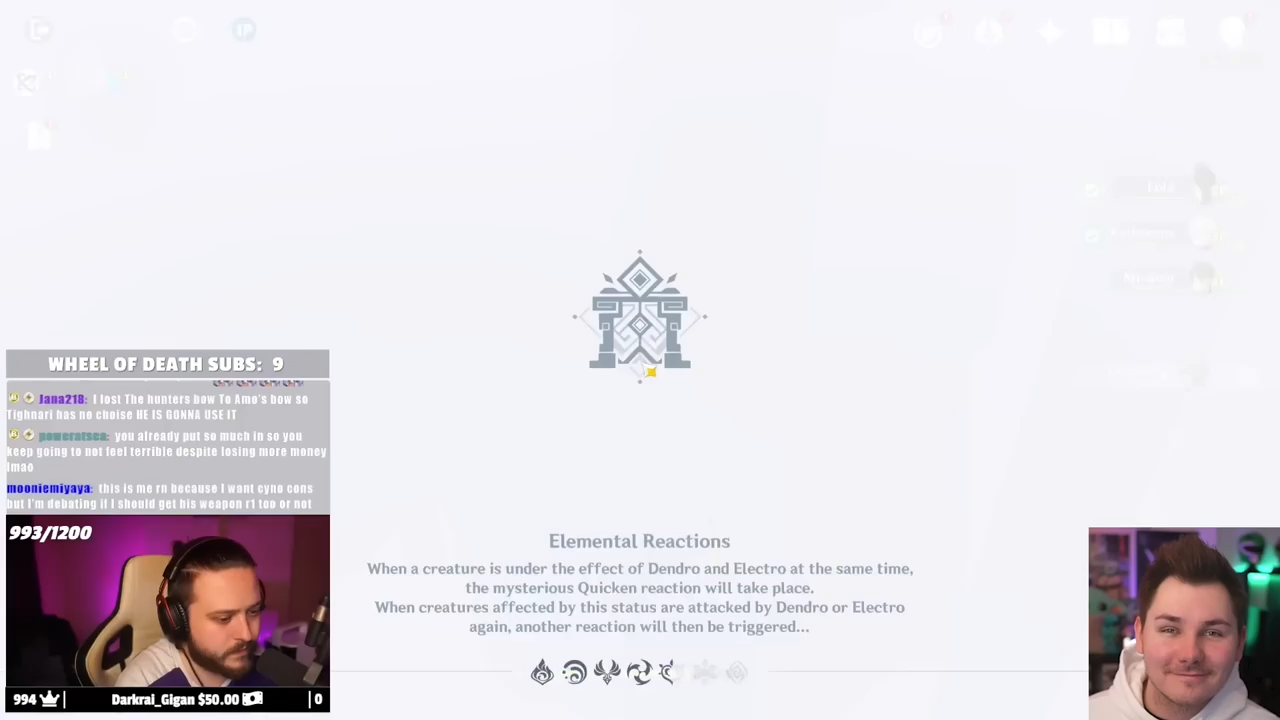 WHEEL OF DEATH SUBS: 9
Jana218: I lost The hunters bow To Amo's bow so
Tighnari has no choise HE IS GONNA USE IT
poweratsea: you already put so much in so you
keep going to not feel terrible despite losing more money
lmao
mooniemiyaya: this is me rn because I want cyno cons
but I'm debating if I should get his weapon r1 too or not
993/1200
994
Darkrai_Gigan $50.00
0
Elemental Reactions
When a creature is under the effect of Dendro and Electro at the same time,
the mysterious Quicken reaction will take place.
When creatures affected by this status are attacked by Dendro or Electro
again, another reaction will then be triggered...